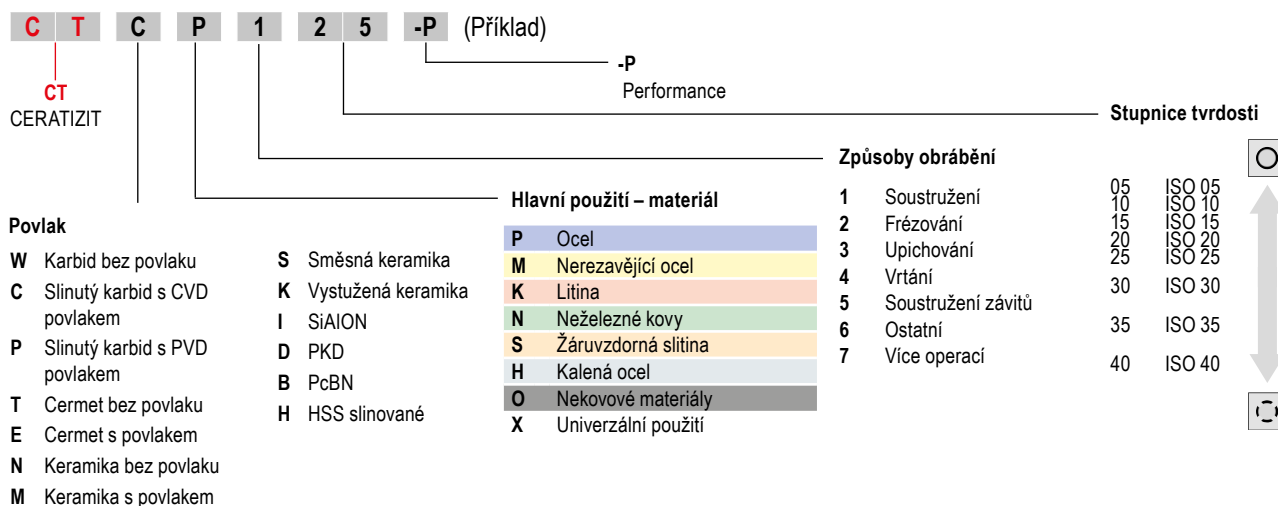 C T C P 1 2 5 -P (Příklad)
-P
Performance
CT
CERATIZIT
Stupnice tvrdosti
05 ISO 05
10 ISO 10
15 ISO 15
20 ISO 20
25 ISO 25
30 ISO 30
35 ISO 35
40 ISO 40
Způsoby obrábění
1 Soustružení
2 Frézování
3 Upichování
4 Vrtání
5 Soustružení závitů
6 Ostatní
7 Více operací
Hlavní použití – materiál
P Ocel
M Nerezavějící ocel
K Litina
N Neželezné kovy
S Žáruvzdorná slitina
H Kalená ocel
O Nekovové materiály
X Univerzální použití
Povlak
W Karbid bez povlaku
C Slinutý karbid s CVD
povlakem
P Slinutý karbid s PVD
povlakem
T Cermet bez povlaku
E Cermet s povlakem
N Keramika bez povlaku
M Keramika s povlakem
S Směsná keramika
K Vystužená keramika
I SiAION
D PKD
B PcBN
H HSS slinované